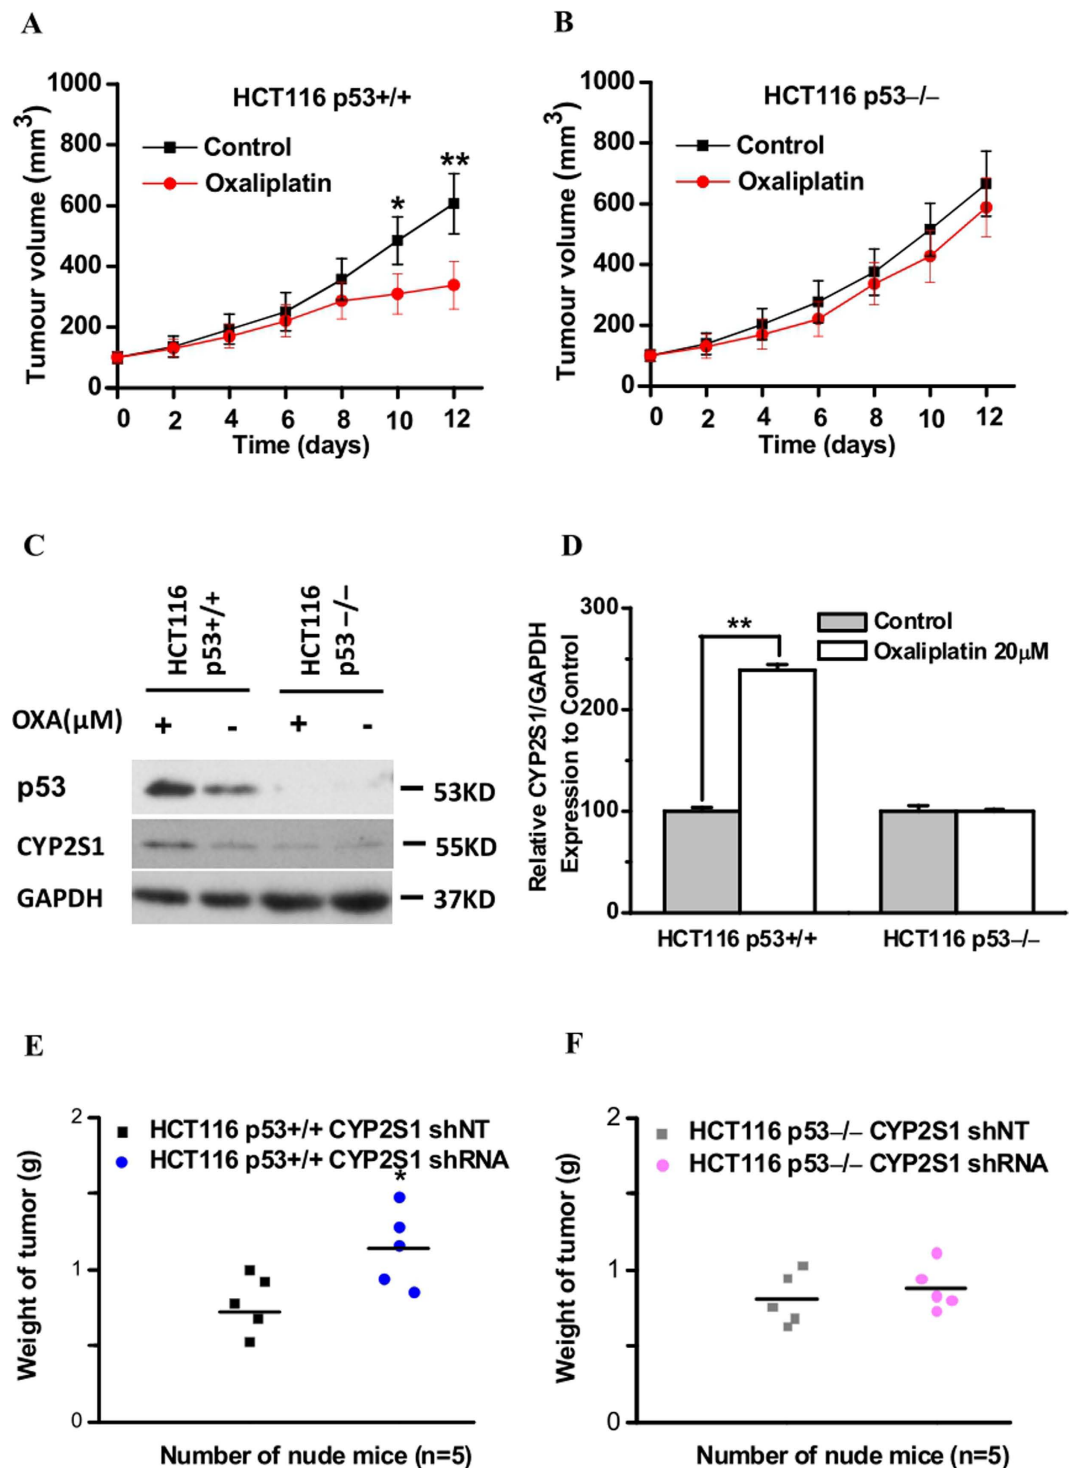 A
B
HCT116 p53+/+
Control
Oxaliplatin
*
**
1000
800
600
400
200
0
Tumour volume (mm3)
0 2 4 6 8 10 12
Time (days)
HCT116 p53–/–
Control
Oxaliplatin
1000
800
600
400
200
0
Tumour volume (mm3)
0 2 4 6 8 10 12
Time (days)
C
HCT116
p53+/+
HCT116
p53 –/–
OXA(μM) + - + -
p53 53KD
CYP2S1 55KD
GAPDH 37KD
D
Relative CYP2S1/GAPDH
Expression to Control
300
200
100
0
**
Control
Oxaliplatin 20μM
HCT116 p53+/+ HCT116 p53–/–
E
2
1
0
Weight of tumor (g)
HCT116 p53+/+ CYP2S1 shNT
HCT116 p53+/+ CYP2S1 shRNA
*
Number of nude mice (n=5)
F
2
1
0
Weight of tumor (g)
HCT116 p53–/– CYP2S1 shNT
HCT116 p53–/– CYP2S1 shRNA
Number of nude mice (n=5)